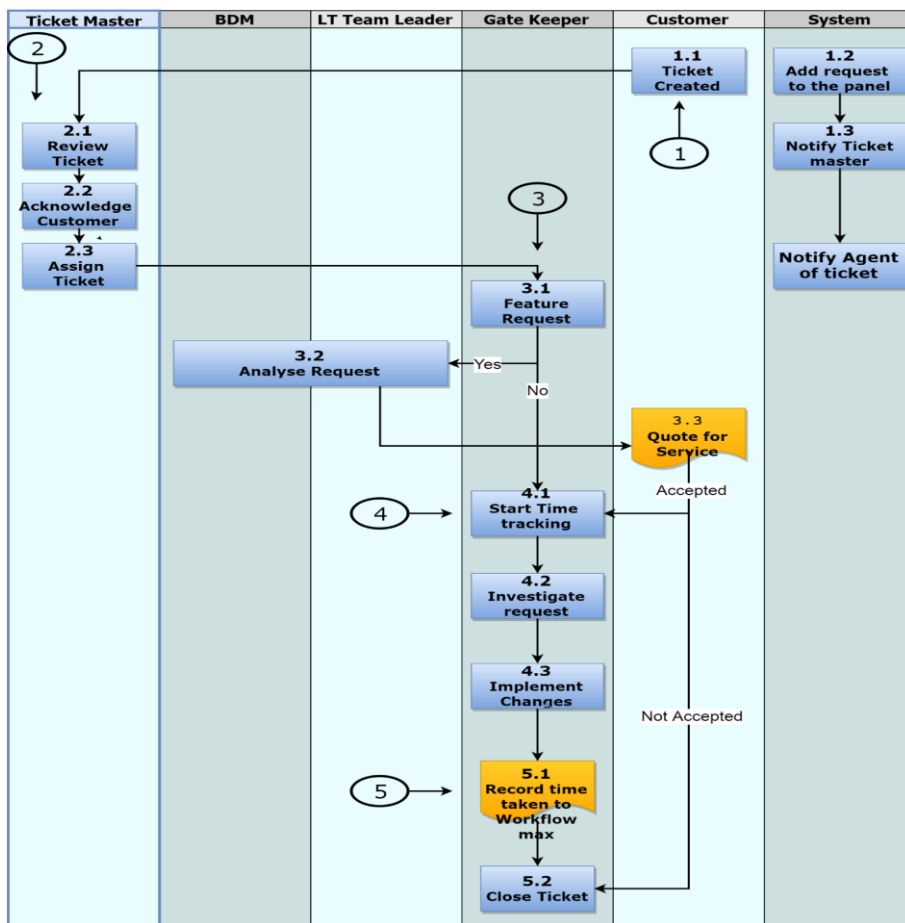 Ticket Master
BDM
LT Team Leader
Gate Keeper
Customer
System
2
1.1
Ticket
Created
1.2
Add request
to the panel
2.1
Review
Ticket
1
1.3
Notify Ticket
master
2.2
Acknowledge
Customer
3
2.3
Assign
Ticket
Notify Agent
of ticket
3.1
Feature
Request
3.2
Analyse Request
Yes
No
3.3
Quote for
Service
Accepted
4
4.1
Start Time
tracking
4.2
Investigate
request
4.3
Implement
Changes
Not Accepted
5
5.1
Record time
taken to
Workflow
max
5.2
Close Ticket